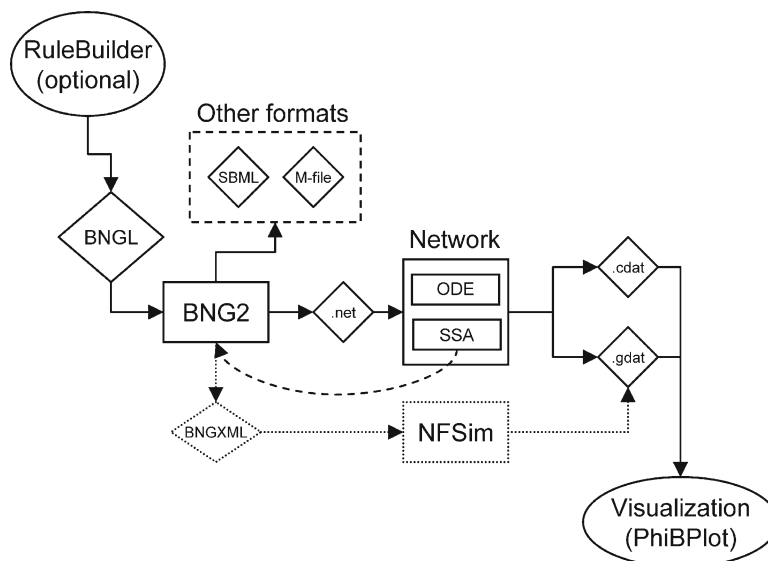 RuleBuilder
(optional)
Other formats
SBML
M-file
BNGL
Network
.cdat
ODE
BNG2
.net
SSA
.gdat
BNGXML
NFSim
Visualization
(PhiBPlot)